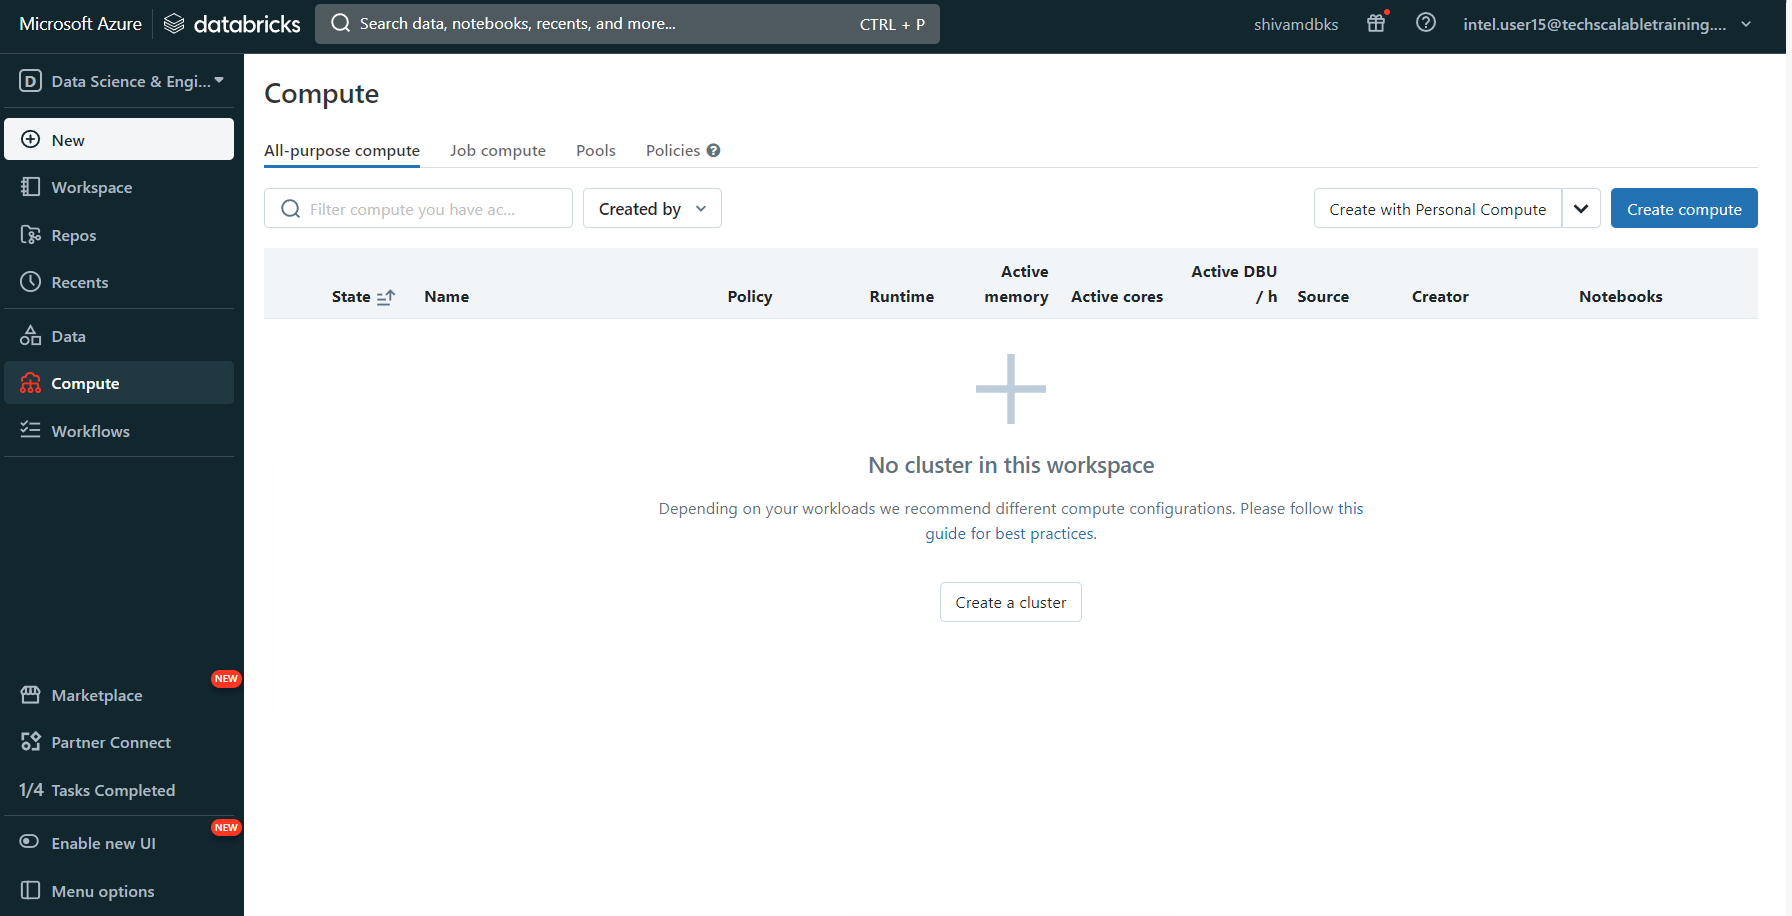 Microsoft Azure databricks Search data, notebooks, recents, and more... CTRL + P shivamdbks intel.user15@techscalabletraining....
D Data Science & Engi...
New
Workspace
Repos
Recents
Data
Compute
Workflows
NEW
Marketplace
Partner Connect
1/4 Tasks Completed
NEW
Enable new UI
Menu options
Compute
All-purpose compute Job compute Pools Policies ?
Filter compute you have ac... Created by Create with Personal Compute Create compute
State Name Policy Runtime Active memory Active cores Active DBU / h Source Creator Notebooks
No cluster in this workspace
Depending on your workloads we recommend different compute configurations. Please follow this
guide for best practices.
Create a cluster